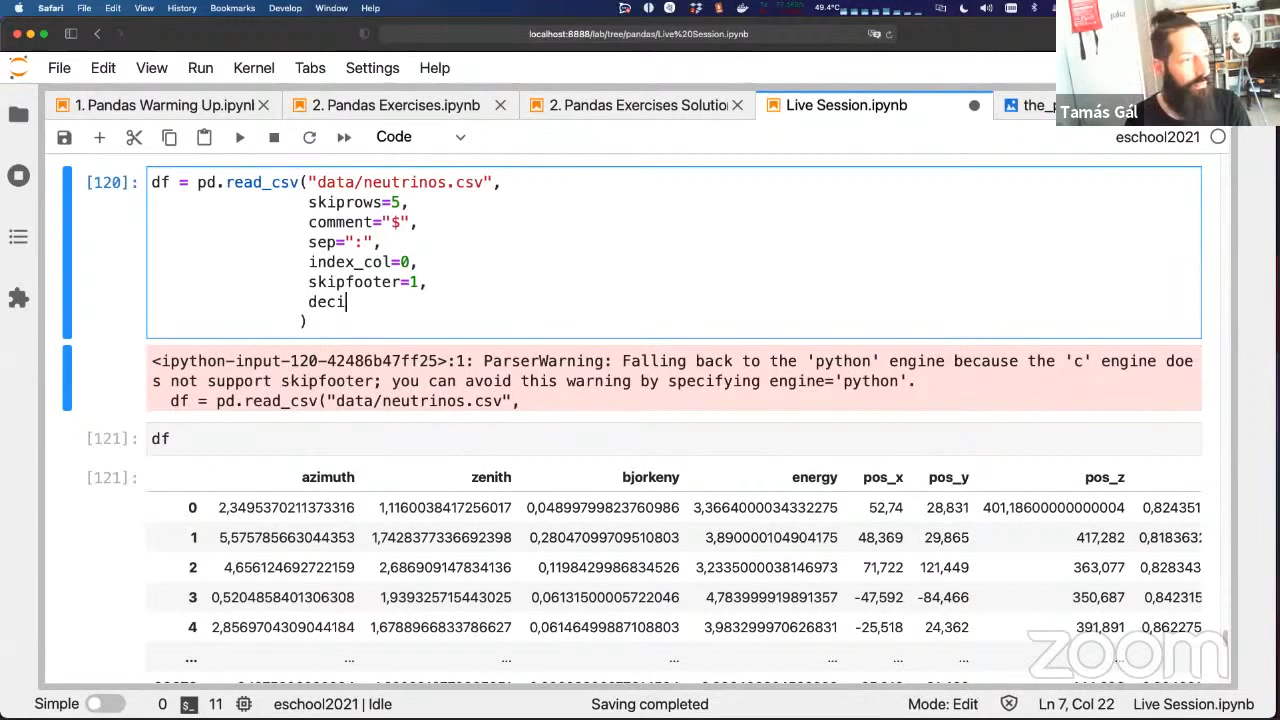 Safari File Edit View History Bookmarks Develop Window Help 49.4°C
localhost:8888/lab/tree/pandas/Live%20Session.ipynb
File Edit View Run Kernel Tabs Settings Help
1. Pandas Warming Up.ipynl 2. Pandas Exercises.ipynb 2. Pandas Exercises Solutio Live Session.ipynb the_p
Tamás Gál
Code eschool2021
[120]: df = pd.read_csv("data/neutrinos.csv",
skiprows=5,
comment="$",
sep=":",
index_col=0,
skipfooter=1,
deci
)
<ipython-input-120-42486b47ff25>:1: ParserWarning: Falling back to the 'python' engine because the 'c' engine doe
s not support skipfooter; you can avoid this warning by specifying engine='python'.
df = pd.read_csv("data/neutrinos.csv",
[121]: df
[121]: azimuth zenith bjorkeny energy pos_x pos_y pos_z
0 2,3495370211373316 1,1160038417256017 0,04899799823760986 3,3664000034332275 52,74 28,831 401,18600000000004 0,824351
1 5,575785663044353 1,7428377336692398 0,28047099709510803 3,890000104904175 48,369 29,865 417,282 0,8183632
2 4,656124692722159 2,686909147834136 0,1198429986834526 3,2335000038146973 71,722 121,449 363,077 0,828343
3 0,5204858401306308 1,939325715443025 0,06131500005722046 4,783999919891357 -47,592 -84,466 350,687 0,842315
4 2,8569704309044184 1,6788966833786627 0,06146499887108803 3,983299970626831 -25,518 24,362 391,891 0,862275
... ... ... ... ... ... ... ...
zoom
Simple 0 11 eschool2021 | Idle Saving completed Mode: Edit Ln 7, Col 22 Live Session.ipynb